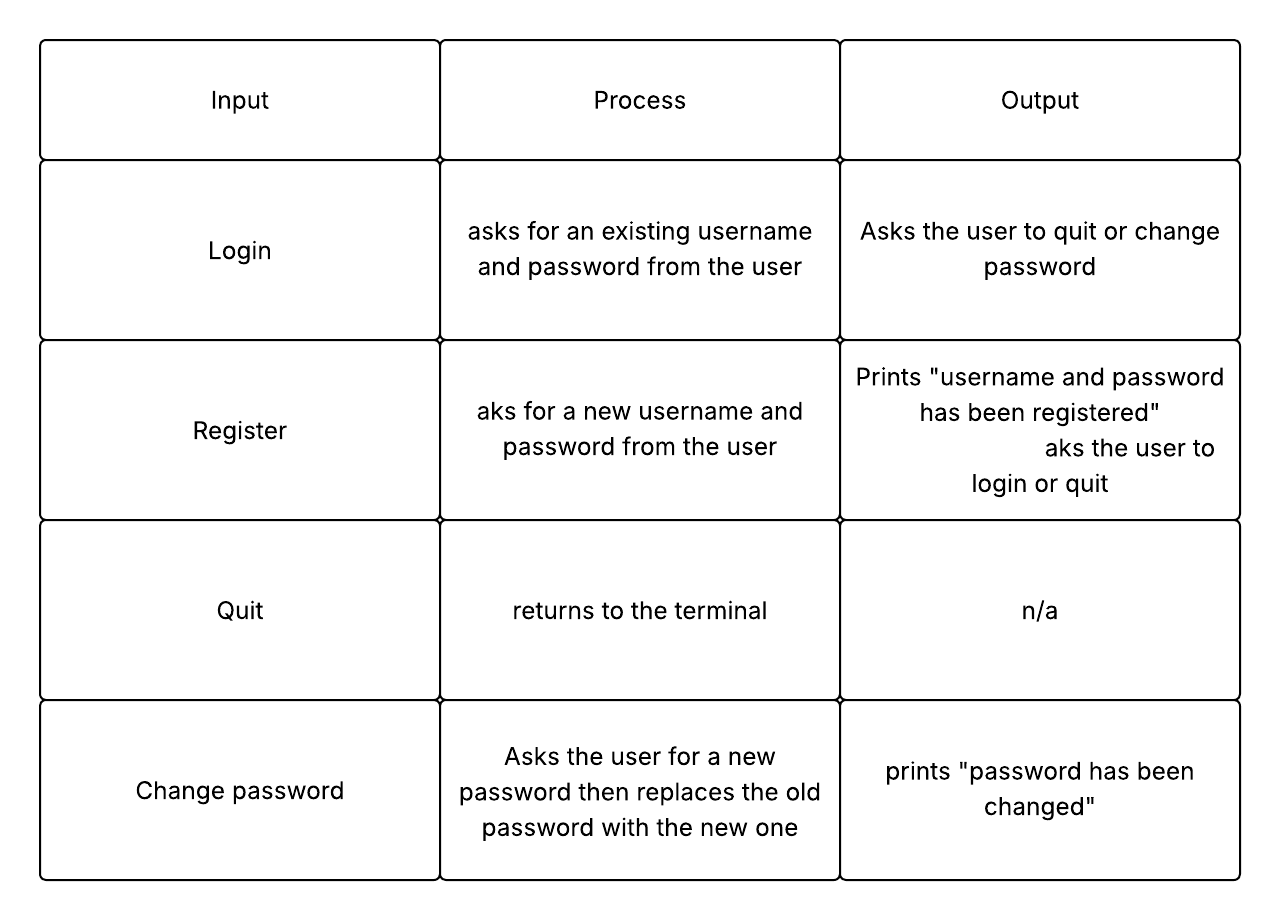 Input
Process
Output
Login
asks for an existing username
and password from the user
Asks the user to quit or change
password
Register
aks for a new username and
password from the user
Prints "username and password
has been registered"
aks the user to
login or quit
Quit
returns to the terminal
n/a
Change password
Asks the user for a new
password then replaces the old
password with the new one
prints "password has been
changed"